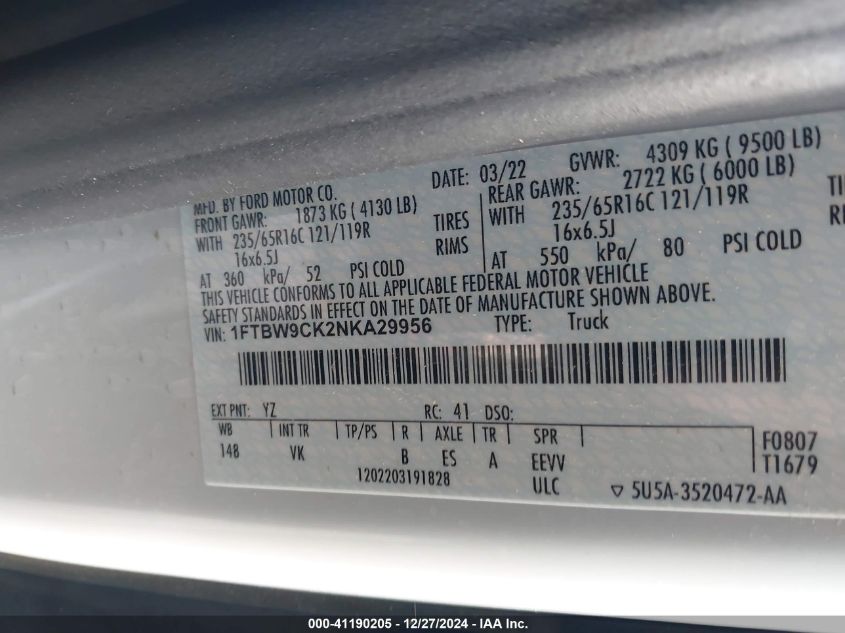 MFD. BY FORD MOTOR CO. DATE: 03/22 GVWR: 4309 KG ( 9500 LB)
FRONT GAWR: 1873 KG ( 4130 LB) REAR GAWR: 2722 KG ( 6000 LB)
WITH 235/65R16C 121/119R TIRES WITH 235/65R16C 121/119R
16x6.5J RIMS 16x6.5J
AT 360 kPa/ 52 PSI COLD AT 550 kPa/ 80 PSI COLD
THIS VEHICLE CONFORMS TO ALL APPLICABLE FEDERAL MOTOR VEHICLE
SAFETY STANDARDS IN EFFECT ON THE DATE OF MANUFACTURE SHOWN ABOVE.
VIN: 1FTBW9CK2NKA29956 TYPE: Truck
EXT PNT: YZ RC: 41 DSO:
WB INT TR TP/PS R AXLE TR SPR F0807
148 VK B ES A EEVV T1679
1202203191828 ULC ▽ 5U5A-3520472-AA
000-41190205 - 12/27/2024 - IAA Inc.